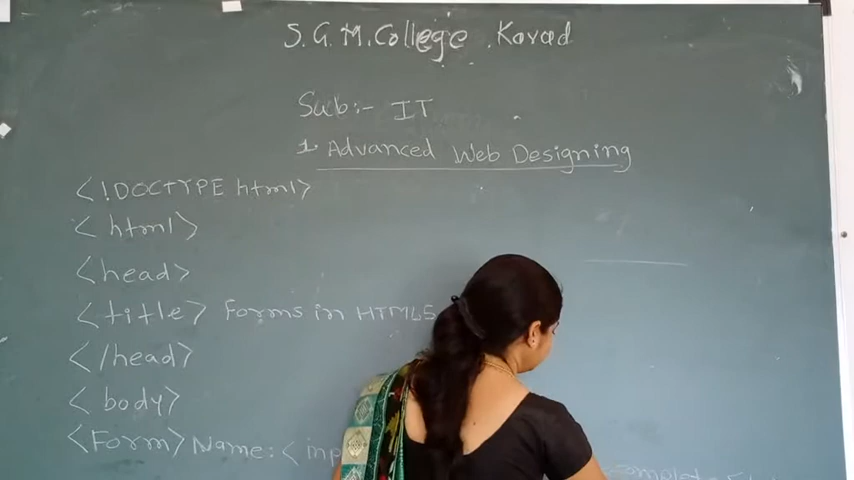 S.G.M. College . Karad
Sub:- IT
1. Advanced Web Designing
<!DOCTYPE html>
<html>
<head>
<title> Forms in HTML5
</head>
<body>
<Form> Name: <